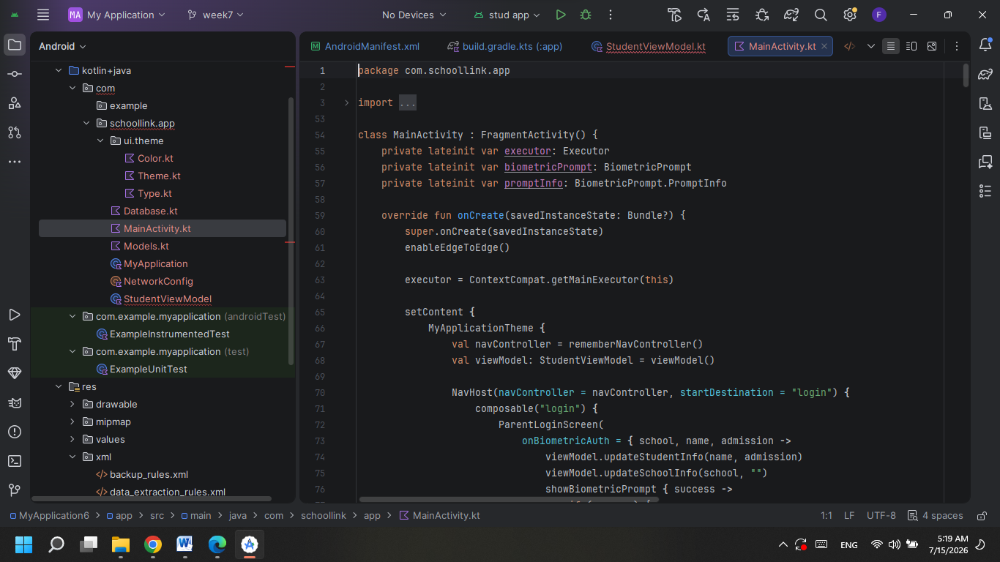 MA My Application
week7
No Devices
stud app
F
Android
AndroidManifest.xml
build.gradle.kts (:app)
StudentViewModel.kt
MainActivity.kt
kotlin+java
com
example
schoollink.app
ui.theme
Color.kt
Theme.kt
Type.kt
Database.kt
MainActivity.kt
Models.kt
MyApplication
NetworkConfig
StudentViewModel
com.example.myapplication (androidTest)
ExampleInstrumentedTest
com.example.myapplication (test)
ExampleUnitTest
res
drawable
mipmap
values
xml
backup_rules.xml
data_extraction_rules.xml
1 package com.schoollink.app
2
3 import ...
53
54 class MainActivity : FragmentActivity() {
55 private lateinit var executor: Executor
56 private lateinit var biometricPrompt: BiometricPrompt
57 private lateinit var promptInfo: BiometricPrompt.PromptInfo
58
59 override fun onCreate(savedInstanceState: Bundle?) {
60 super.onCreate(savedInstanceState)
61 enableEdgeToEdge()
62
63 executor = ContextCompat.getMainExecutor(this)
64
65 setContent {
66 MyApplicationTheme {
67 val navController = rememberNavController()
68 val viewModel: StudentViewModel = viewModel()
69
70 NavHost(navController = navController, startDestination = "login") {
71 composable("login") {
72 ParentLoginScreen(
73 onBiometricAuth = { school, name, admission ->
74 viewModel.updateStudentInfo(name, admission)
75 viewModel.updateSchoolInfo(school, "")
76 showBiometricPrompt { success ->
MyApplication6 > app > src > main > java > com > schoollink > app > MainActivity.kt
1:1 LF UTF-8 4 spaces
ENG
5:19 AM
7/15/2026